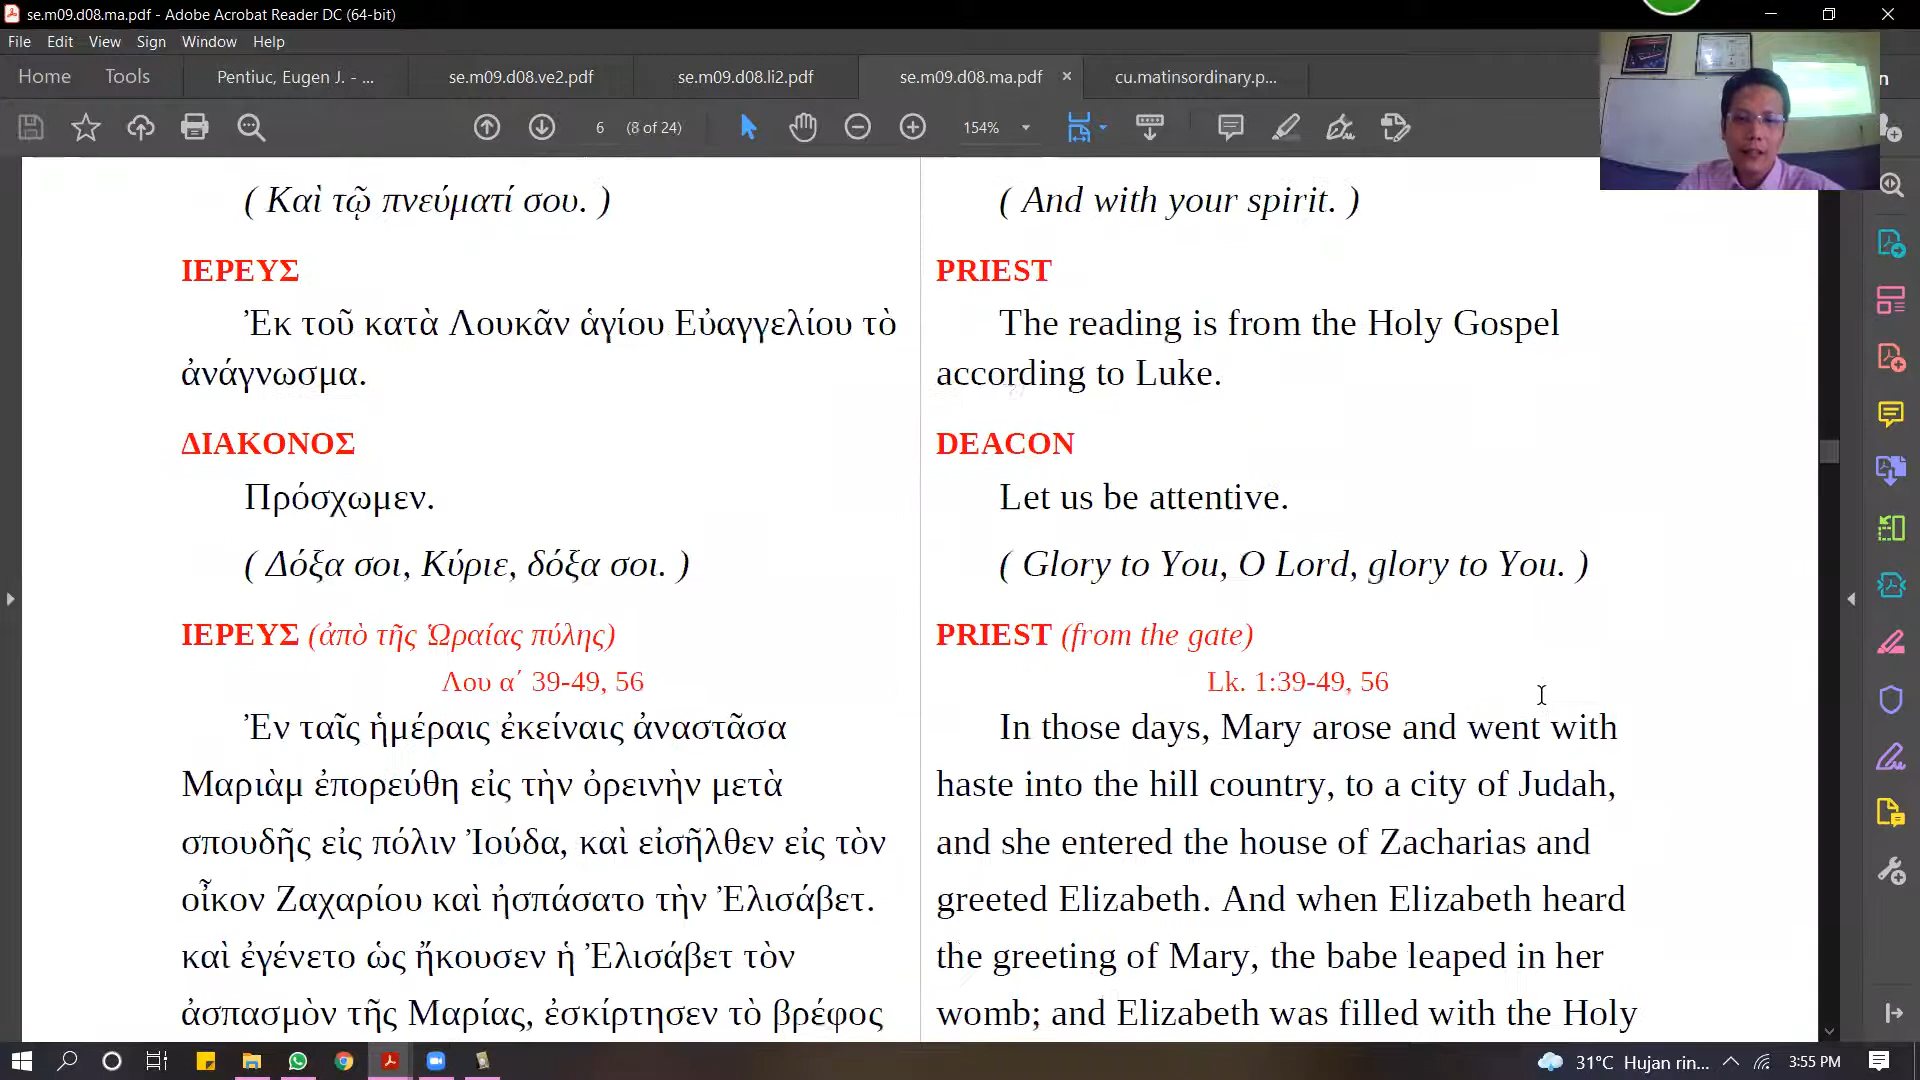 se.m09.d08.ma.pdf - Adobe Acrobat Reader DC (64-bit)
File Edit View Sign Window Help
Home Tools Pentiuc, Eugen J. - ... se.m09.d08.ve2.pdf se.m09.d08.li2.pdf se.m09.d08.ma.pdf cu.matinsordinary.p...
6 (8 of 24) 154%
( Καὶ τῷ πνεύματί σου. )
ΙΕΡΕΥΣ
Ἐκ τοῦ κατὰ Λουκᾶν ἁγίου Εὐαγγελίου τὸ
ἀνάγνωσμα.
ΔΙΑΚΟΝΟΣ
Πρόσχωμεν.
( Δόξα σοι, Κύριε, δόξα σοι. )
ΙΕΡΕΥΣ (ἀπὸ τῆς Ὡραίας πύλης)
Λου α΄ 39-49, 56
Ἐν ταῖς ἡμέραις ἐκείναις ἀναστᾶσα
Μαριὰμ ἐπορεύθη εἰς τὴν ὀρεινὴν μετὰ
σπουδῆς εἰς πόλιν Ἰούδα, καὶ εἰσῆλθεν εἰς τὸν
οἶκον Ζαχαρίου καὶ ἠσπάσατο τὴν Ἐλισάβετ.
καὶ ἐγένετο ὡς ἤκουσεν ἡ Ἐλισάβετ τὸν
ἀσπασμὸν τῆς Μαρίας, ἐσκίρτησεν τὸ βρέφος
( And with your spirit. )
PRIEST
The reading is from the Holy Gospel
according to Luke.
DEACON
Let us be attentive.
( Glory to You, O Lord, glory to You. )
PRIEST (from the gate)
Lk. 1:39-49, 56
In those days, Mary arose and went with
haste into the hill country, to a city of Judah,
and she entered the house of Zacharias and
greeted Elizabeth. And when Elizabeth heard
the greeting of Mary, the babe leaped in her
womb; and Elizabeth was filled with the Holy
31°C Hujan rin... 3:55 PM